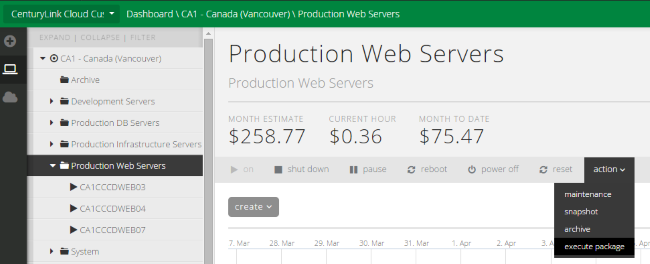 CenturyLink Cloud Cus
Dashboard \ CA1 - Canada (Vancouver) \ Production Web Servers
EXPAND | COLLAPSE | FILTER
CA1 - Canada (Vancouver)
Archive
Development Servers
Production DB Servers
Production Infrastructure Servers
Production Web Servers
CA1CCCDWEB03
CA1CCCDWEB04
CA1CCCDWEB07
System
Production Web Servers
Production Web Servers
MONTH ESTIMATE CURRENT HOUR MONTH TO DATE
$258.77 $0.36 $75.47
on shut down pause reboot power off reset action
maintenance
snapshot
archive
execute package
create
7. Mar 28. Mar 29. Mar 30. Mar 31. Mar 1. Apr 2. Apr